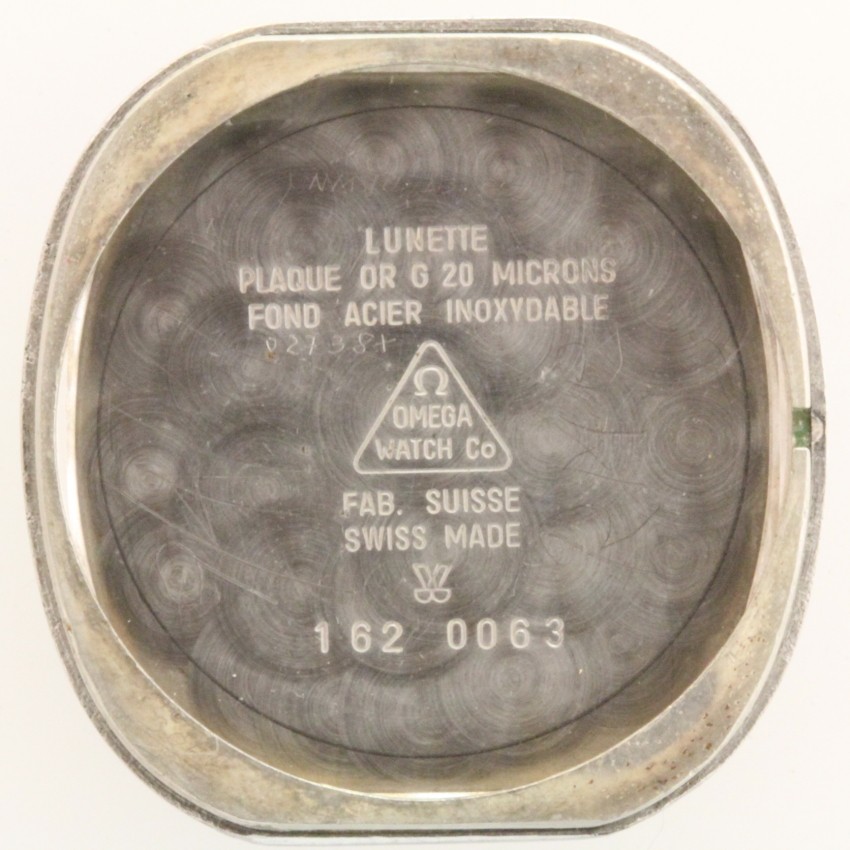 LUNETTE
PLAQUE OR G 20 MICRONS
FOND ACIER INOXYDABLE
Ω
OMEGA
WATCH Co
FAB. SUISSE
SWISS MADE
162 0063